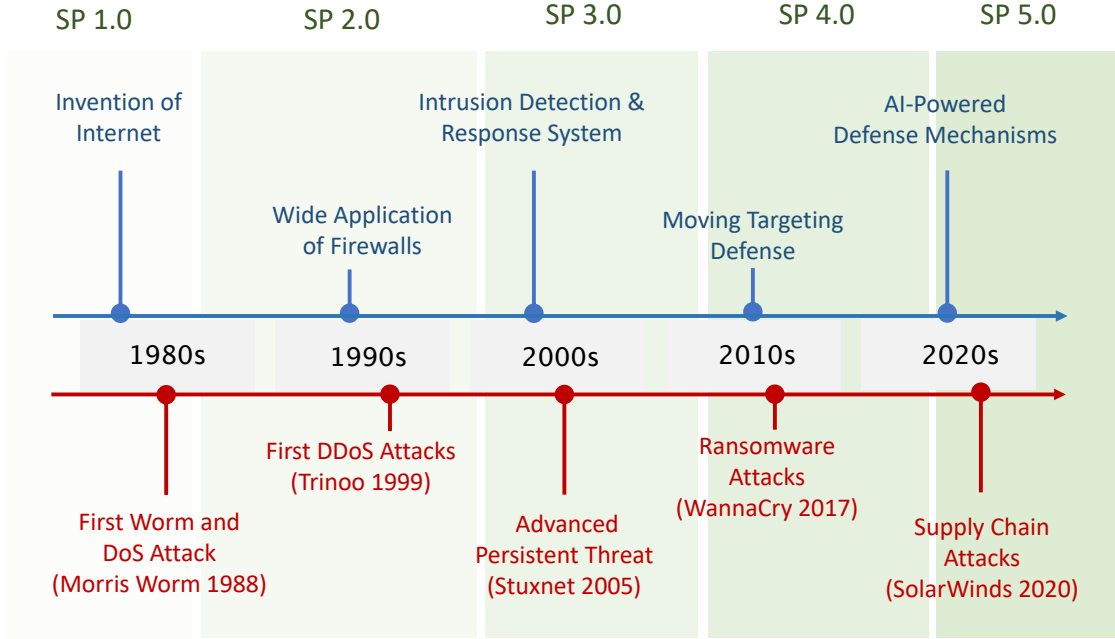 SP 1.0
SP 2.0
SP 3.0
SP 4.0
SP 5.0
Invention of
Internet
Wide Application
of Firewalls
Intrusion Detection &
Response System
Moving Targeting
Defense
AI-Powered
Defense Mechanisms
1980s
1990s
2000s
2010s
2020s
First Worm and
DoS Attack
(Morris Worm 1988)
First DDoS Attacks
(Trinoo 1999)
Advanced
Persistent Threat
(Stuxnet 2005)
Ransomware
Attacks
(WannaCry 2017)
Supply Chain
Attacks
(SolarWinds 2020)